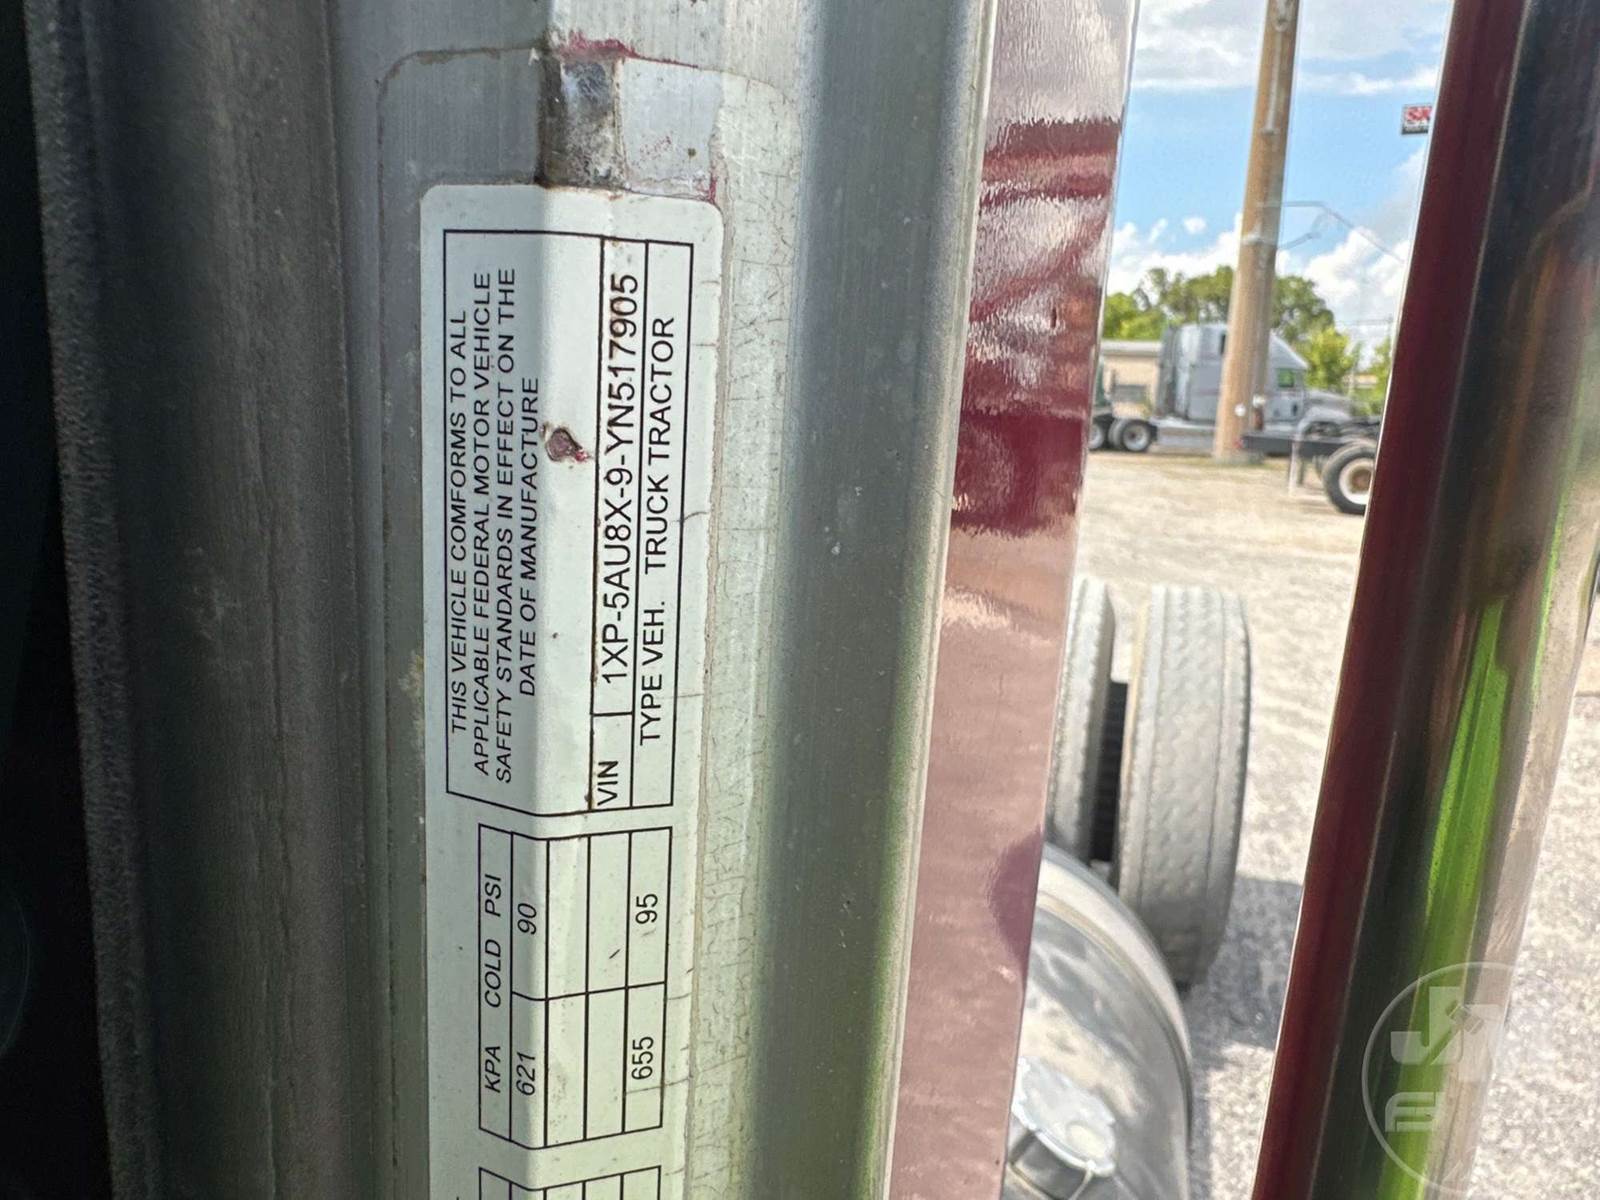 THIS VEHICLE COMFORMS TO ALL
APPLICABLE FEDERAL MOTOR VEHICLE
SAFETY STANDARDS IN EFFECT ON THE
DATE OF MANUFACTURE
VIN 1XP-5AU8X-9-YN517905
TYPE VEH. TRUCK TRACTOR
KPA COLD PSI
621 90
655 95